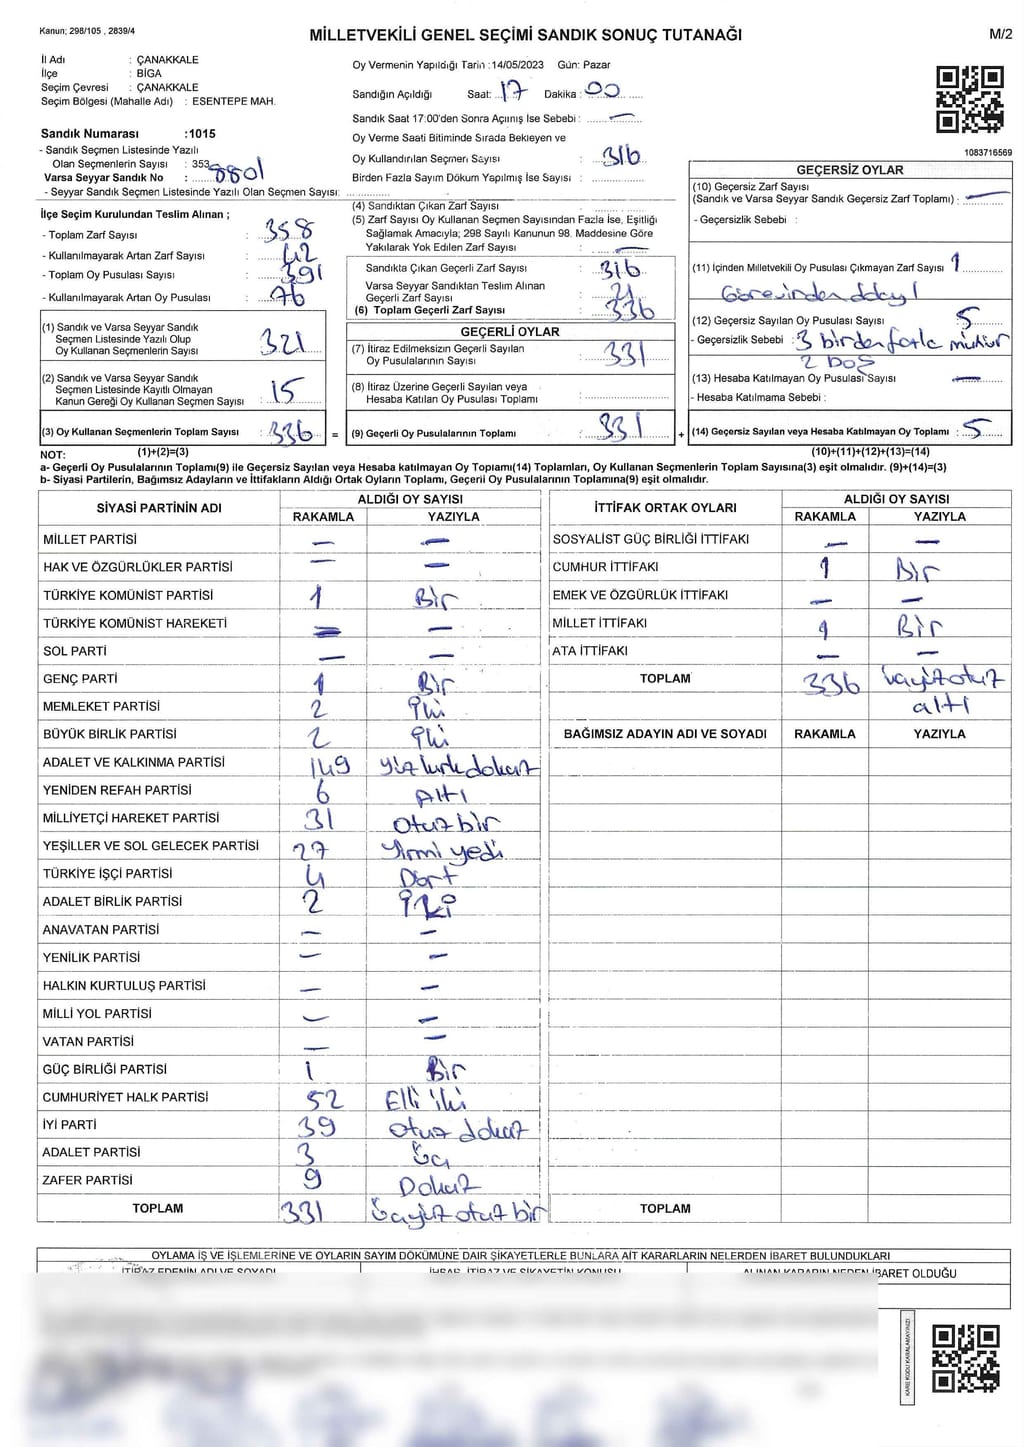 Kanun; 298/105 , 2839/4
MİLLETVEKİLİ GENEL SEÇİMİ SANDIK SONUÇ TUTANAĞI
M/2
İl Adı : ÇANAKKALE
İlçe : BİGA
Seçim Çevresi : ÇANAKKALE
Seçim Bölgesi (Mahalle Adı) : ESENTEPE MAH.
Sandık Numarası :1015
- Sandık Seçmen Listesinde Yazılı
Olan Seçmenlerin Sayısı : 353
Varsa Seyyar Sandık No : 8801
- Seyyar Sandık Seçmen Listesinde Yazılı Olan Seçmen Sayısı:
Oy Vermenin Yapıldığı Tarih :14/05/2023 Gün: Pazar
Sandığın Açıldığı Saat: 17 Dakika : 00
Sandık Saat 17:00'den Sonra Açılmış İse Sebebi : —
Oy Verme Saati Bitiminde Sırada Bekleyen ve
Oy Kullandırılan Seçmen Sayısı : 316
Birden Fazla Sayım Döküm Yapılmış İse Sayısı :
1083716569
İlçe Seçim Kurulundan Teslim Alınan ;
- Toplam Zarf Sayısı : 358
- Kullanılmayarak Artan Zarf Sayısı : 42
- Toplam Oy Pusulası Sayısı : 391
- Kullanılmayarak Artan Oy Pusulası : 76
(1) Sandık ve Varsa Seyyar Sandık
Seçmen Listesinde Yazılı Olup
Oy Kullanan Seçmenlerin Sayısı : 321
(2) Sandık ve Varsa Seyyar Sandık
Seçmen Listesinde Kayıtlı Olmayan
Kanun Gereği Oy Kullanan Seçmen Sayısı : 15
(3) Oy Kullanan Seçmenlerin Toplam Sayısı : 336 =
(4) Sandıktan Çıkan Zarf Sayısı :
(5) Zarf Sayısı Oy Kullanan Seçmen Sayısından Fazla İse, Eşitliği
Sağlamak Amacıyla; 298 Sayılı Kanunun 98. Maddesine Göre
Yakılarak Yok Edilen Zarf Sayısı : —
Sandıkta Çıkan Geçerli Zarf Sayısı : 316
Varsa Seyyar Sandıktan Teslim Alınan
Geçerli Zarf Sayısı : 21
(6) Toplam Geçerli Zarf Sayısı : 336
GEÇERLİ OYLAR
(7) İtiraz Edilmeksizin Geçerli Sayılan
Oy Pusulalarının Sayısı : 331
(8) İtiraz Üzerine Geçerli Sayılan veya
Hesaba Katılan Oy Pusulası Toplamı :
(9) Geçerli Oy Pusulalarının Toplamı : 331 +
GEÇERSİZ OYLAR
(10) Geçersiz Zarf Sayısı
(Sandık ve Varsa Seyyar Sandık Geçersiz Zarf Toplamı) : —
- Geçersizlik Sebebi :
(11) İçinden Milletvekili Oy Pusulası Çıkmayan Zarf Sayısı 1
Görevinden dolayı
(12) Geçersiz Sayılan Oy Pusulası Sayısı : 5
- Geçersizlik Sebebi : 3 birden fazla mühür
2 Boş
(13) Hesaba Katılmayan Oy Pusulası Sayısı : —
- Hesaba Katılmama Sebebi :
(14) Geçersiz Sayılan veya Hesaba Katılmayan Oy Toplamı : 5
NOT: (1)+(2)=(3)
(10)+(11)+(12)+(13)=(14)
a- Geçerli Oy Pusulalarının Toplamı(9) ile Geçersiz Sayılan veya Hesaba katılmayan Oy Toplamı(14) Toplamları, Oy Kullanan Seçmenlerin Toplam Sayısına(3) eşit olmalıdır. (9)+(14)=(3)
b- Siyasi Partilerin, Bağımsız Adayların ve İttifakların Aldığı Ortak Oyların Toplamı, Geçerli Oy Pusulalarının Toplamına(9) eşit olmalıdır.
SİYASİ PARTİNİN ADI ALDIĞI OY SAYISI
RAKAMLA YAZIYLA
MİLLET PARTİSİ — —
HAK VE ÖZGÜRLÜKLER PARTİSİ — —
TÜRKİYE KOMÜNİST PARTİSİ 1 Bir
TÜRKİYE KOMÜNİST HAREKETİ — —
SOL PARTİ — —
GENÇ PARTİ 1 Bir
MEMLEKET PARTİSİ 2 İki
BÜYÜK BİRLİK PARTİSİ 2 İki
ADALET VE KALKINMA PARTİSİ 149 yüz kırk dokuz
YENİDEN REFAH PARTİSİ 6 Altı
MİLLİYETÇİ HAREKET PARTİSİ 31 Otuz bir
YEŞİLLER VE SOL GELECEK PARTİSİ 27 Yirmi yedi
TÜRKİYE İŞÇİ PARTİSİ 4 Dört
ADALET BİRLİK PARTİSİ 2 İki
ANAVATAN PARTİSİ — —
YENİLİK PARTİSİ — —
HALKIN KURTULUŞ PARTİSİ — —
MİLLİ YOL PARTİSİ — —
VATAN PARTİSİ — —
GÜÇ BİRLİĞİ PARTİSİ 1 Bir
CUMHURİYET HALK PARTİSİ 52 Elli iki
İYİ PARTİ 39 Otuz dokuz
ADALET PARTİSİ 3 Üç
ZAFER PARTİSİ 9 Dokuz
TOPLAM 331 Üçyüz otuz bir
İTTİFAK ORTAK OYLARI ALDIĞI OY SAYISI
RAKAMLA YAZIYLA
SOSYALİST GÜÇ BİRLİĞİ İTTİFAKI — —
CUMHUR İTTİFAKI 1 Bir
EMEK VE ÖZGÜRLÜK İTTİFAKI — —
MİLLET İTTİFAKI 1 Bir
ATA İTTİFAKI — —
TOPLAM 336 üçyüz otuz
altı
BAĞIMSIZ ADAYIN ADI VE SOYADI RAKAMLA YAZIYLA
TOPLAM
OYLAMA İŞ VE İŞLEMLERİNE VE OYLARIN SAYIM DÖKÜMÜNE DAİR ŞİKAYETLERLE BUNLARA AİT KARARLARIN NELERDEN İBARET BULUNDUKLARI
İTİRAZ EDENİN ADI VE SOYADI İHBAR, İTİRAZ VE ŞİKAYETİN KONUSU ALINAN KARARIN NEDEN İBARET OLDUĞU
KARE KODU KARALAMAYINIZ!